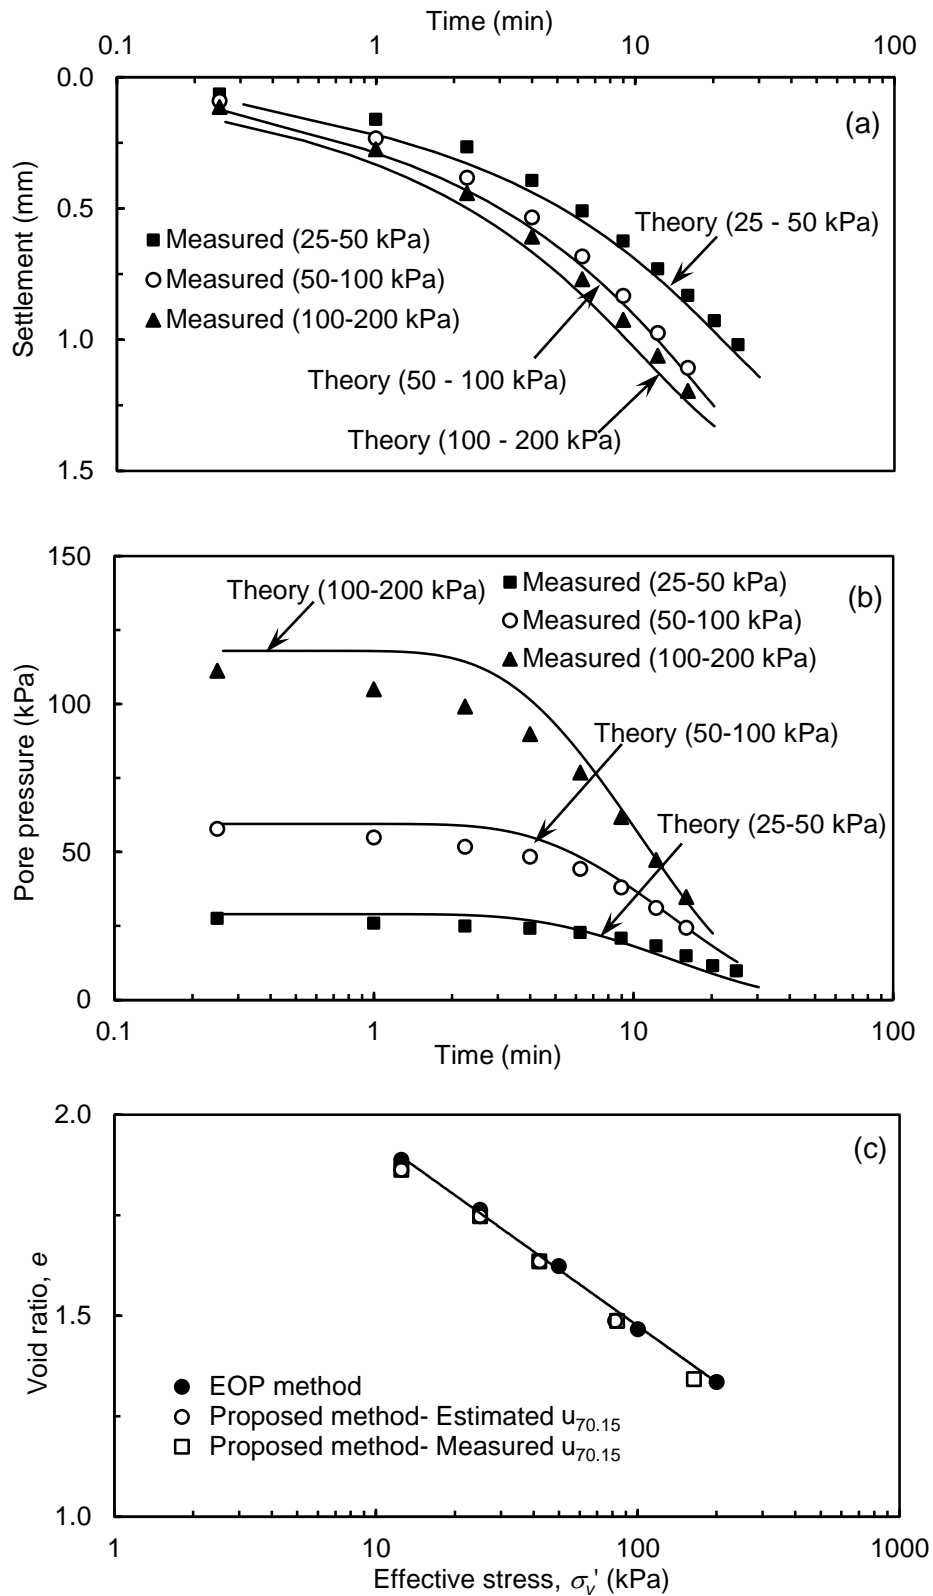 Time (min)
0.1 1 10 100
0.0
0.5
1.0
1.5
Settlement (mm)
(a)
Theory (25 - 50 kPa)
Measured (25-50 kPa)
Measured (50-100 kPa)
Measured (100-200 kPa)
Theory (50 - 100 kPa)
Theory (100 - 200 kPa)
150
100
50
0
Pore pressure (kPa)
Theory (100-200 kPa)
Measured (25-50 kPa)
(b)
Measured (50-100 kPa)
Measured (100-200 kPa)
Theory (50-100 kPa)
Theory (25-50 kPa)
0.1 1 10 100
Time (min)
2.0
1.5
1.0
Void ratio, e
(c)
EOP method
Proposed method- Estimated u70.15
Proposed method- Measured u70.15
1 10 100 1000
Effective stress, σv' (kPa)